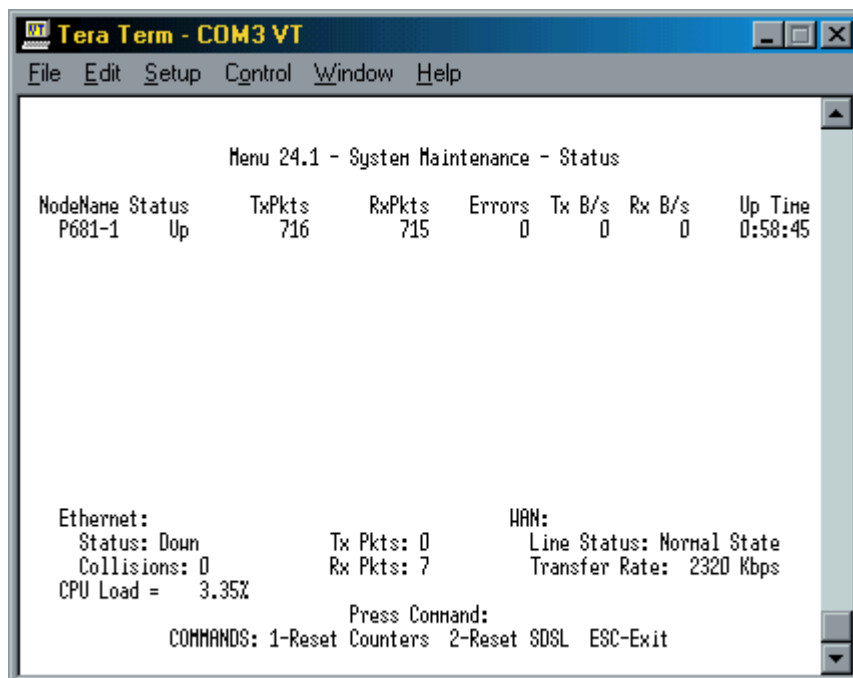 Tera Term - COM3 VT
File Edit Setup Control Window Help
Menu 24.1 - System Maintenance - Status
NodeName Status TxPkts RxPkts Errors Tx B/s Rx B/s Up Time
P681-1 Up 716 715 0 0 0 0:58:45
Ethernet: WAN:
Status: Down Tx Pkts: 0 Line Status: Normal State
Collisions: 0 Rx Pkts: 7 Transfer Rate: 2320 Kbps
CPU Load = 3.35%
Press Command:
COMMANDS: 1-Reset Counters 2-Reset SDSL ESC-Exit